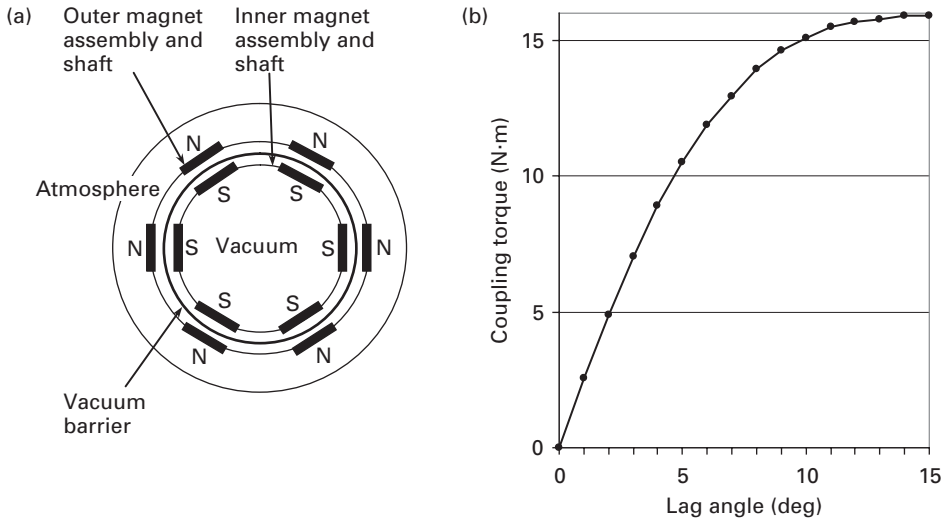 (a)
Outer magnet
assembly and
shaft
Inner magnet
assembly and
shaft
N
N
S
S
Atmosphere
N
S
Vacuum
S
N
S
S
N
N
Vacuum
barrier
(b)
Coupling torque (N·m)
15
10
5
0
0
5
10
15
Lag angle (deg)